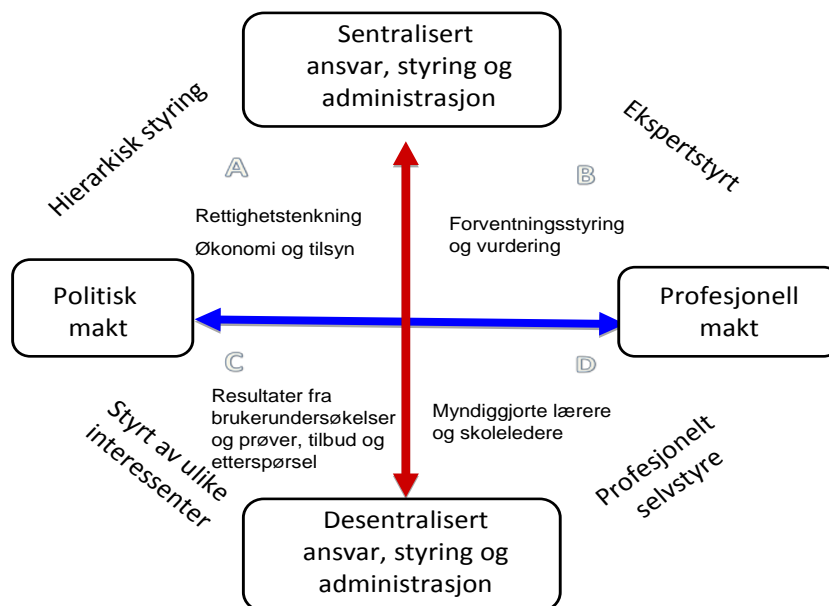 Sentralisert
ansvar, styring og
administrasjon
Hierarkisk styring
Ekspertstyrt
A
B
Rettighetstenkning
Økonomi og tilsyn
Forventningsstyring
og vurdering
Politisk
makt
Profesjonell
makt
C
D
Resultater fra
brukerundersøkelser
og prøver, tilbud og
etterspørsel
Myndiggjorte lærere
og skoleledere
Styrt av ulike
interessenter
Profesjonelt
selvstyre
Desentralisert
ansvar, styring og
administrasjon